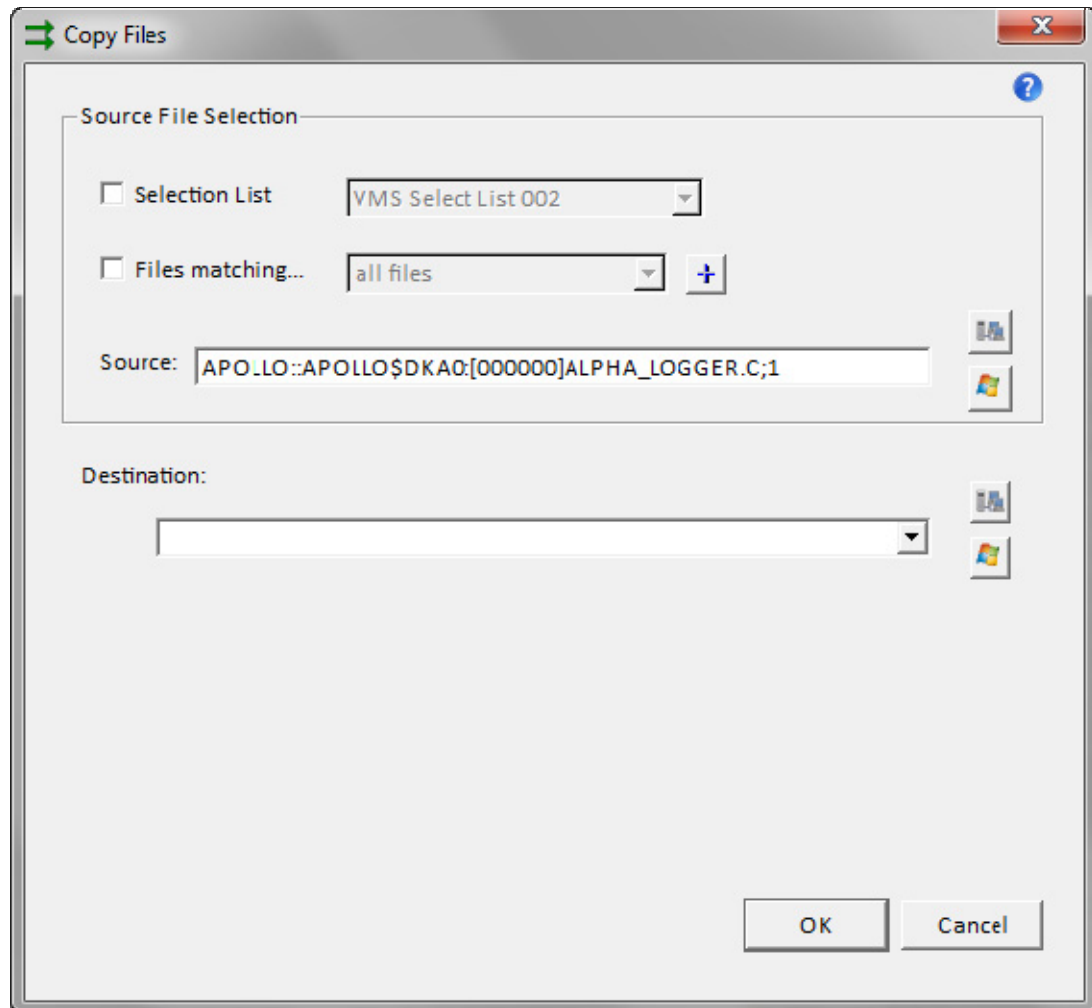 Copy Files
Source File Selection
Selection List
VMS Select List 002
Files matching...
all files
Source:
APOLLO::APOLLO$DKA0:[000000]ALPHA_LOGGER.C;1
Destination:
OK
Cancel